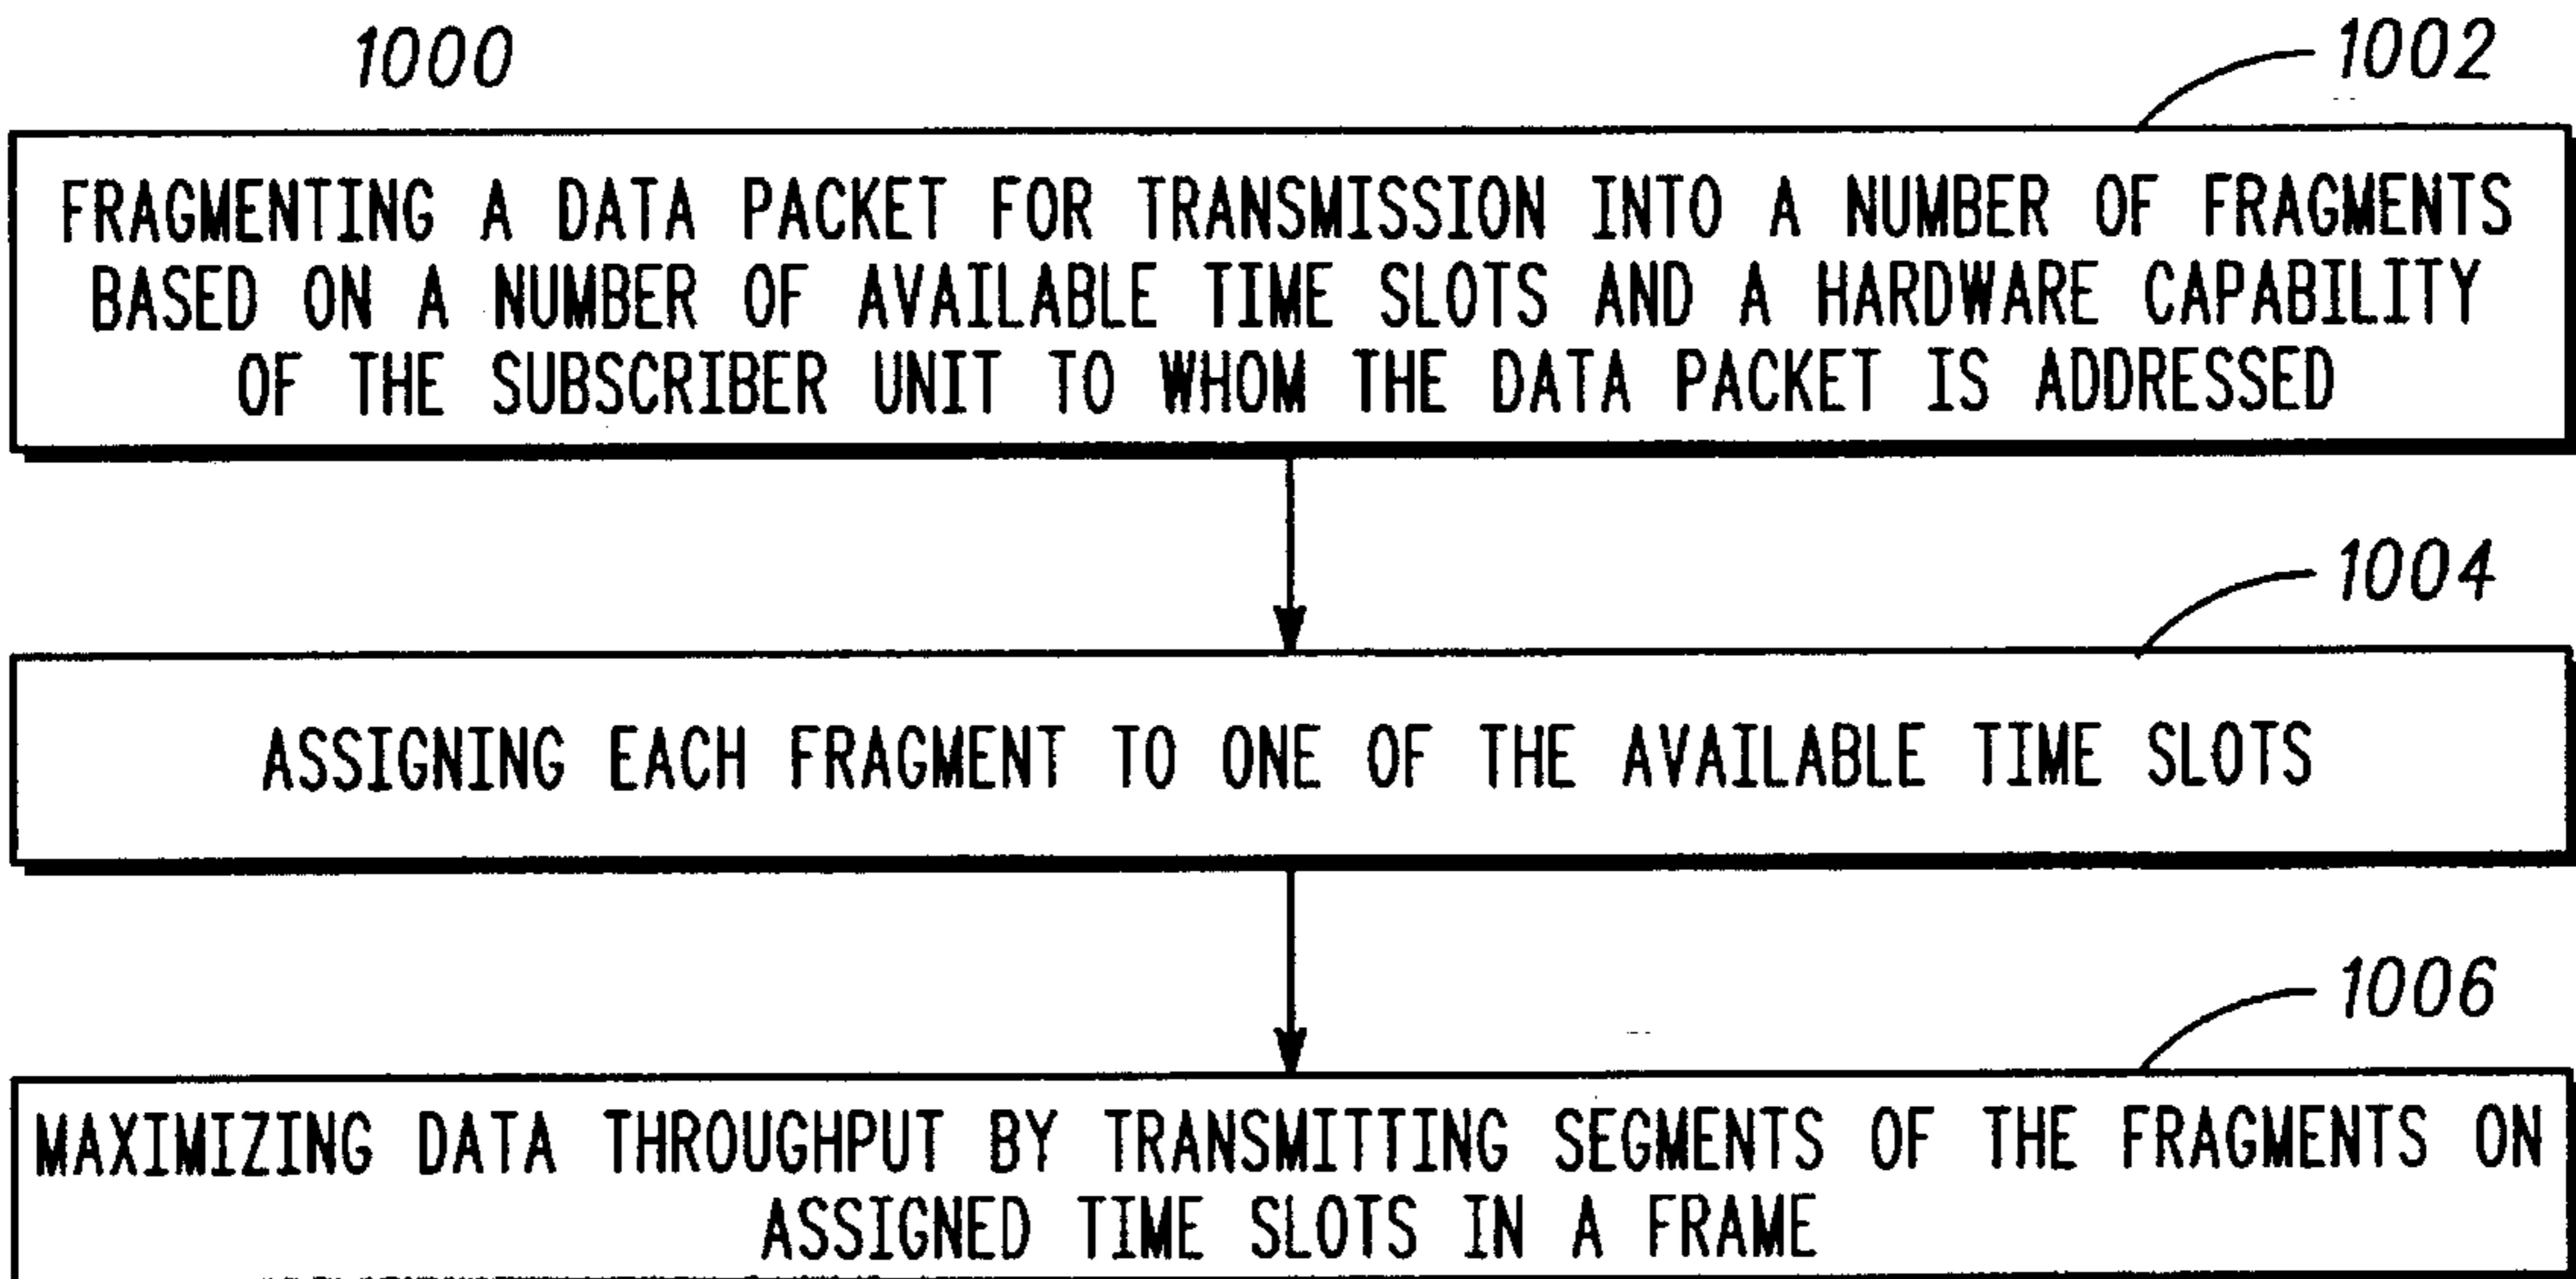 1000
1002
FRAGMENTING A DATA PACKET FOR TRANSMISSION INTO A NUMBER OF FRAGMENTS
BASED ON A NUMBER OF AVAILABLE TIME SLOTS AND A HARDWARE CAPABILITY
OF THE SUBSCRIBER UNIT TO WHOM THE DATA PACKET IS ADDRESSED
1004
ASSIGNING EACH FRAGMENT TO ONE OF THE AVAILABLE TIME SLOTS
1006
MAXIMIZING DATA THROUGHPUT BY TRANSMITTING SEGMENTS OF THE FRAGMENTS ON
ASSIGNED TIME SLOTS IN A FRAME